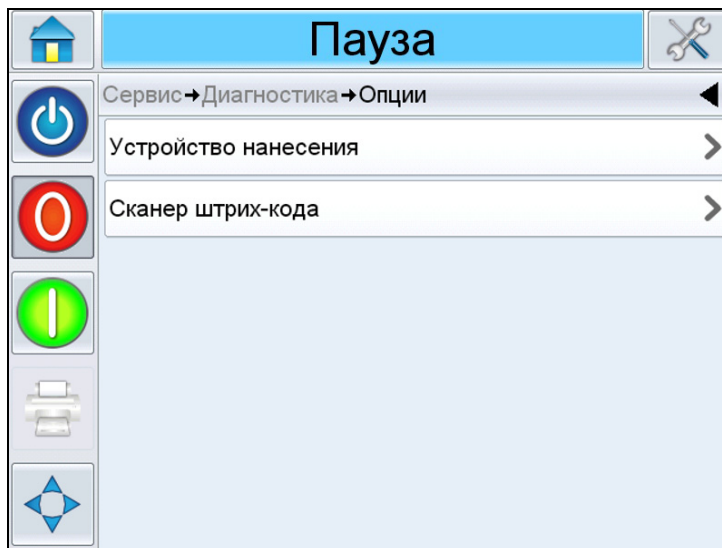 Пауза
Сервис→Диагностика→Опции
Устройство нанесения
Сканер штрих-кода